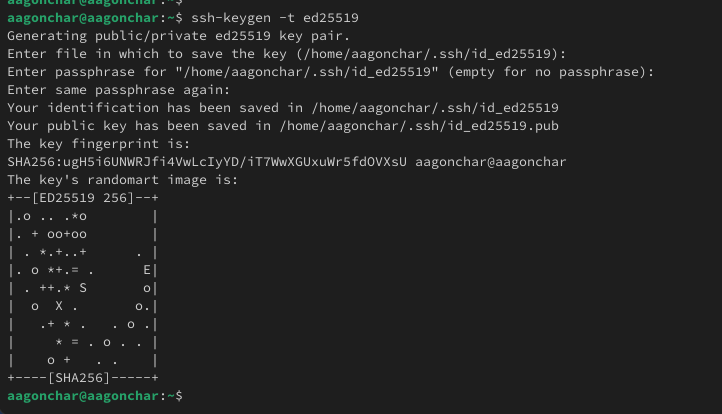 aagonchar@aagonchar:~$
aagonchar@aagonchar:~$ ssh-keygen -t ed25519
Generating public/private ed25519 key pair.
Enter file in which to save the key (/home/aagonchar/.ssh/id_ed25519):
Enter passphrase for "/home/aagonchar/.ssh/id_ed25519" (empty for no passphrase):
Enter same passphrase again:
Your identification has been saved in /home/aagonchar/.ssh/id_ed25519
Your public key has been saved in /home/aagonchar/.ssh/id_ed25519.pub
The key fingerprint is:
SHA256:ugH5i6UNWRJfi4VwLcIyYD/iT7WwXGUxuWr5fdOVXsU aagonchar@aagonchar
The key's randomart image is:
+--[ED25519 256]--+
|.o .. .*o        |
|. + oo+oo        |
| . *.+..+      . |
|. o *+.= .      E|
| . ++.* S       o|
|  o  X .       o.|
|   .+ * .   . o .|
|     * = . o . . |
|    o +   . .    |
+----[SHA256]-----+
aagonchar@aagonchar:~$